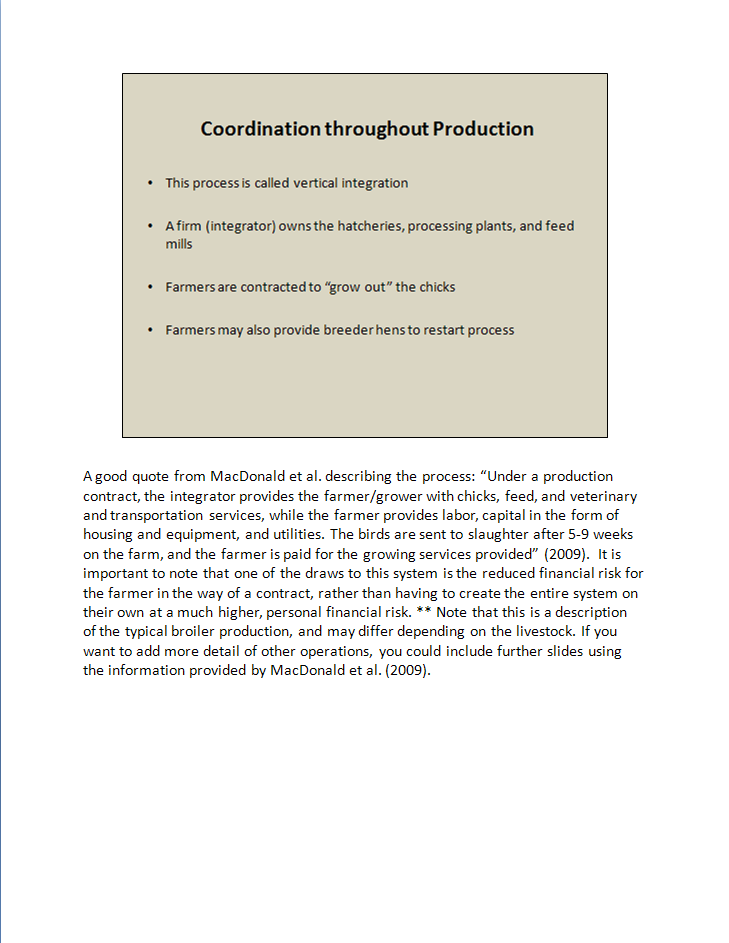 Coordination throughout Production
• This process is called vertical integration
• A firm (integrator) owns the hatcheries, processing plants, and feed
mills
• Farmers are contracted to “grow out” the chicks
• Farmers may also provide breeder hens to restart process
A good quote from MacDonald et al. describing the process: “Under a production
contract, the integrator provides the farmer/grower with chicks, feed, and veterinary
and transportation services, while the farmer provides labor, capital in the form of
housing and equipment, and utilities. The birds are sent to slaughter after 5-9 weeks
on the farm, and the farmer is paid for the growing services provided” (2009).  It is
important to note that one of the draws to this system is the reduced financial risk for
the farmer in the way of a contract, rather than having to create the entire system on
their own at a much higher, personal financial risk. ** Note that this is a description
of the typical broiler production, and may differ depending on the livestock. If you
want to add more detail of other operations, you could include further slides using
the information provided by MacDonald et al. (2009).